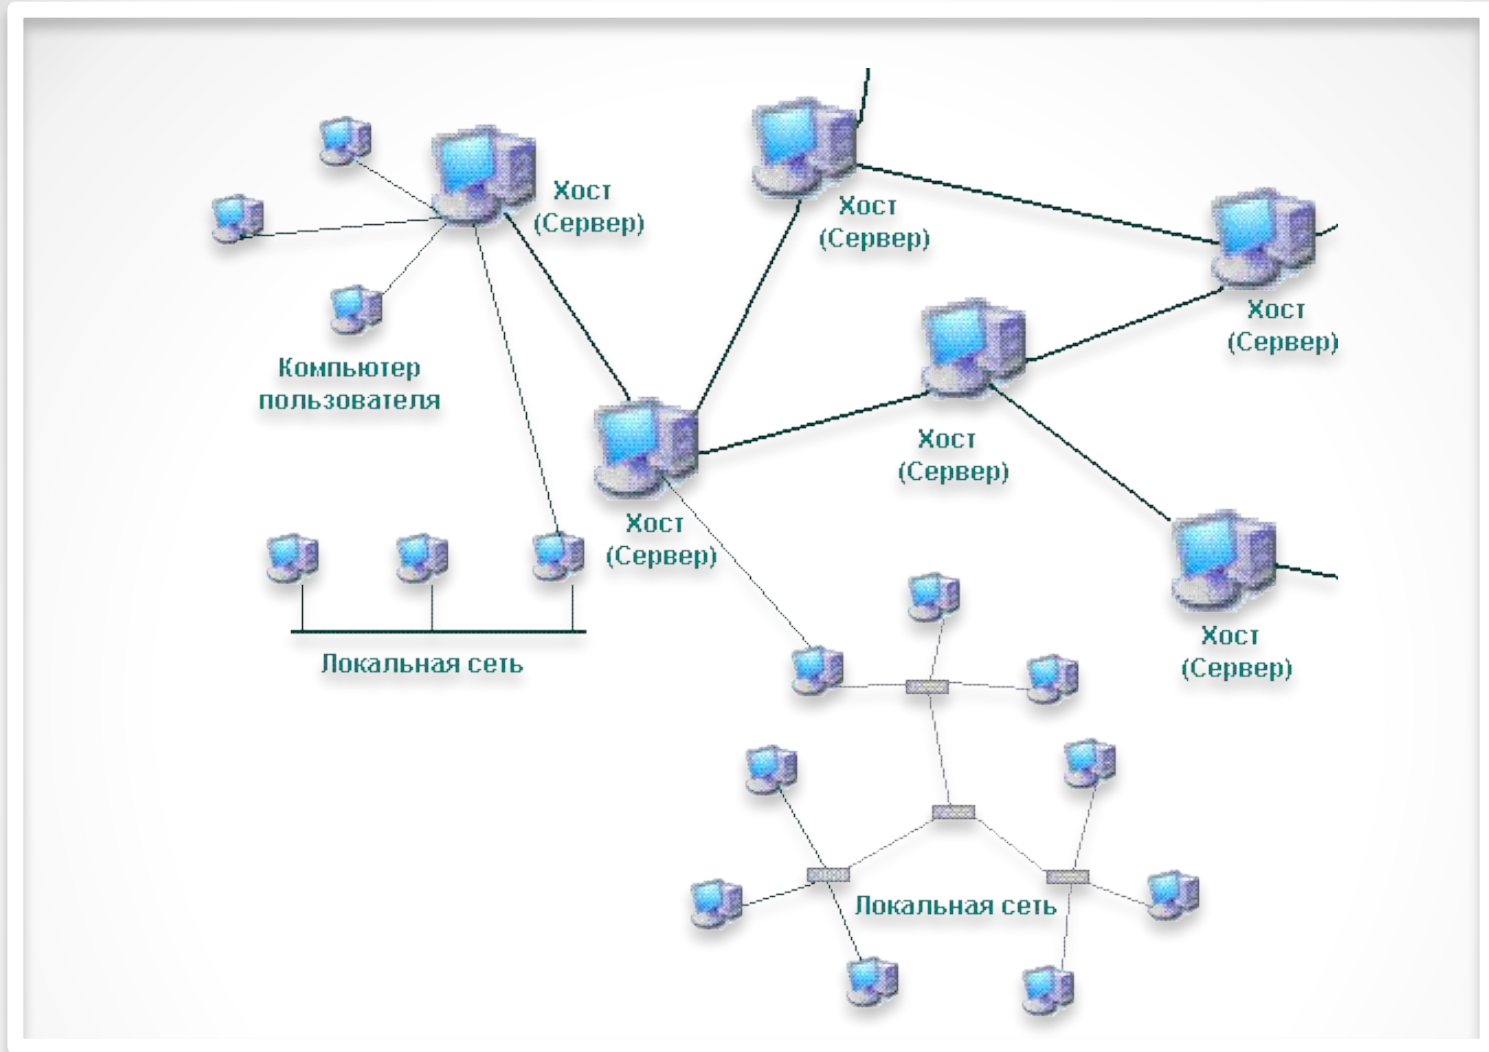 Хост
(Сервер)
Хост
(Сервер)
Хост
(Сервер)
Компьютер
пользователя
Хост
(Сервер)
Хост
(Сервер)
Локальная сеть
Хост
(Сервер)
Локальная сеть